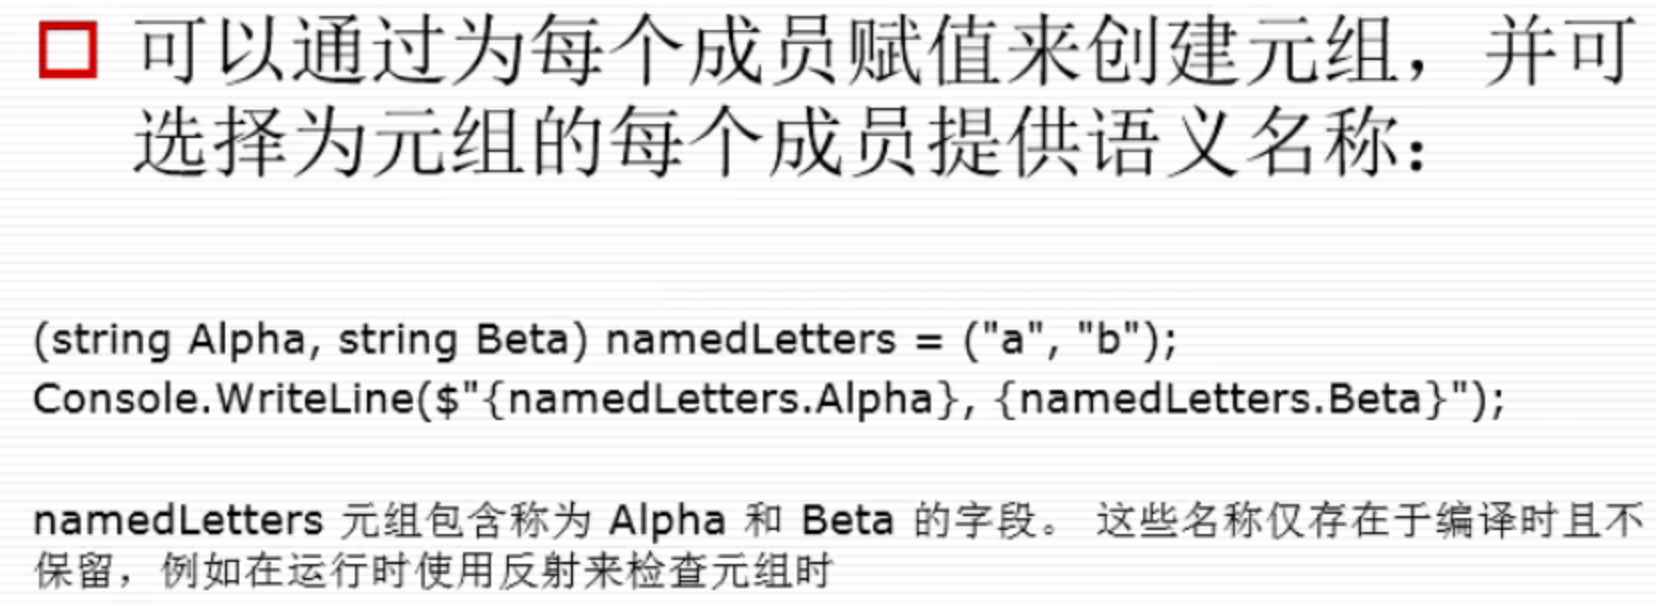 可以通过为每个成员赋值来创建元组，并可
选择为元组的每个成员提供语义名称：
(string Alpha, string Beta) namedLetters = ("a", "b");
Console.WriteLine($"{namedLetters.Alpha}, {namedLetters.Beta}");
namedLetters 元组包含称为 Alpha 和 Beta 的字段。 这些名称仅存在于编译时且不
保留，例如在运行时使用反射来检查元组时